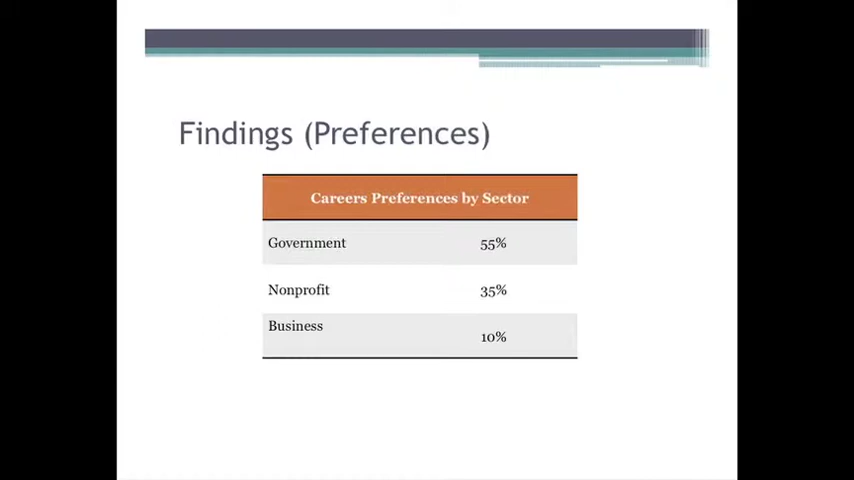 Findings (Preferences)
Careers Preferences by Sector
Government 55%
Nonprofit 35%
Business 10%